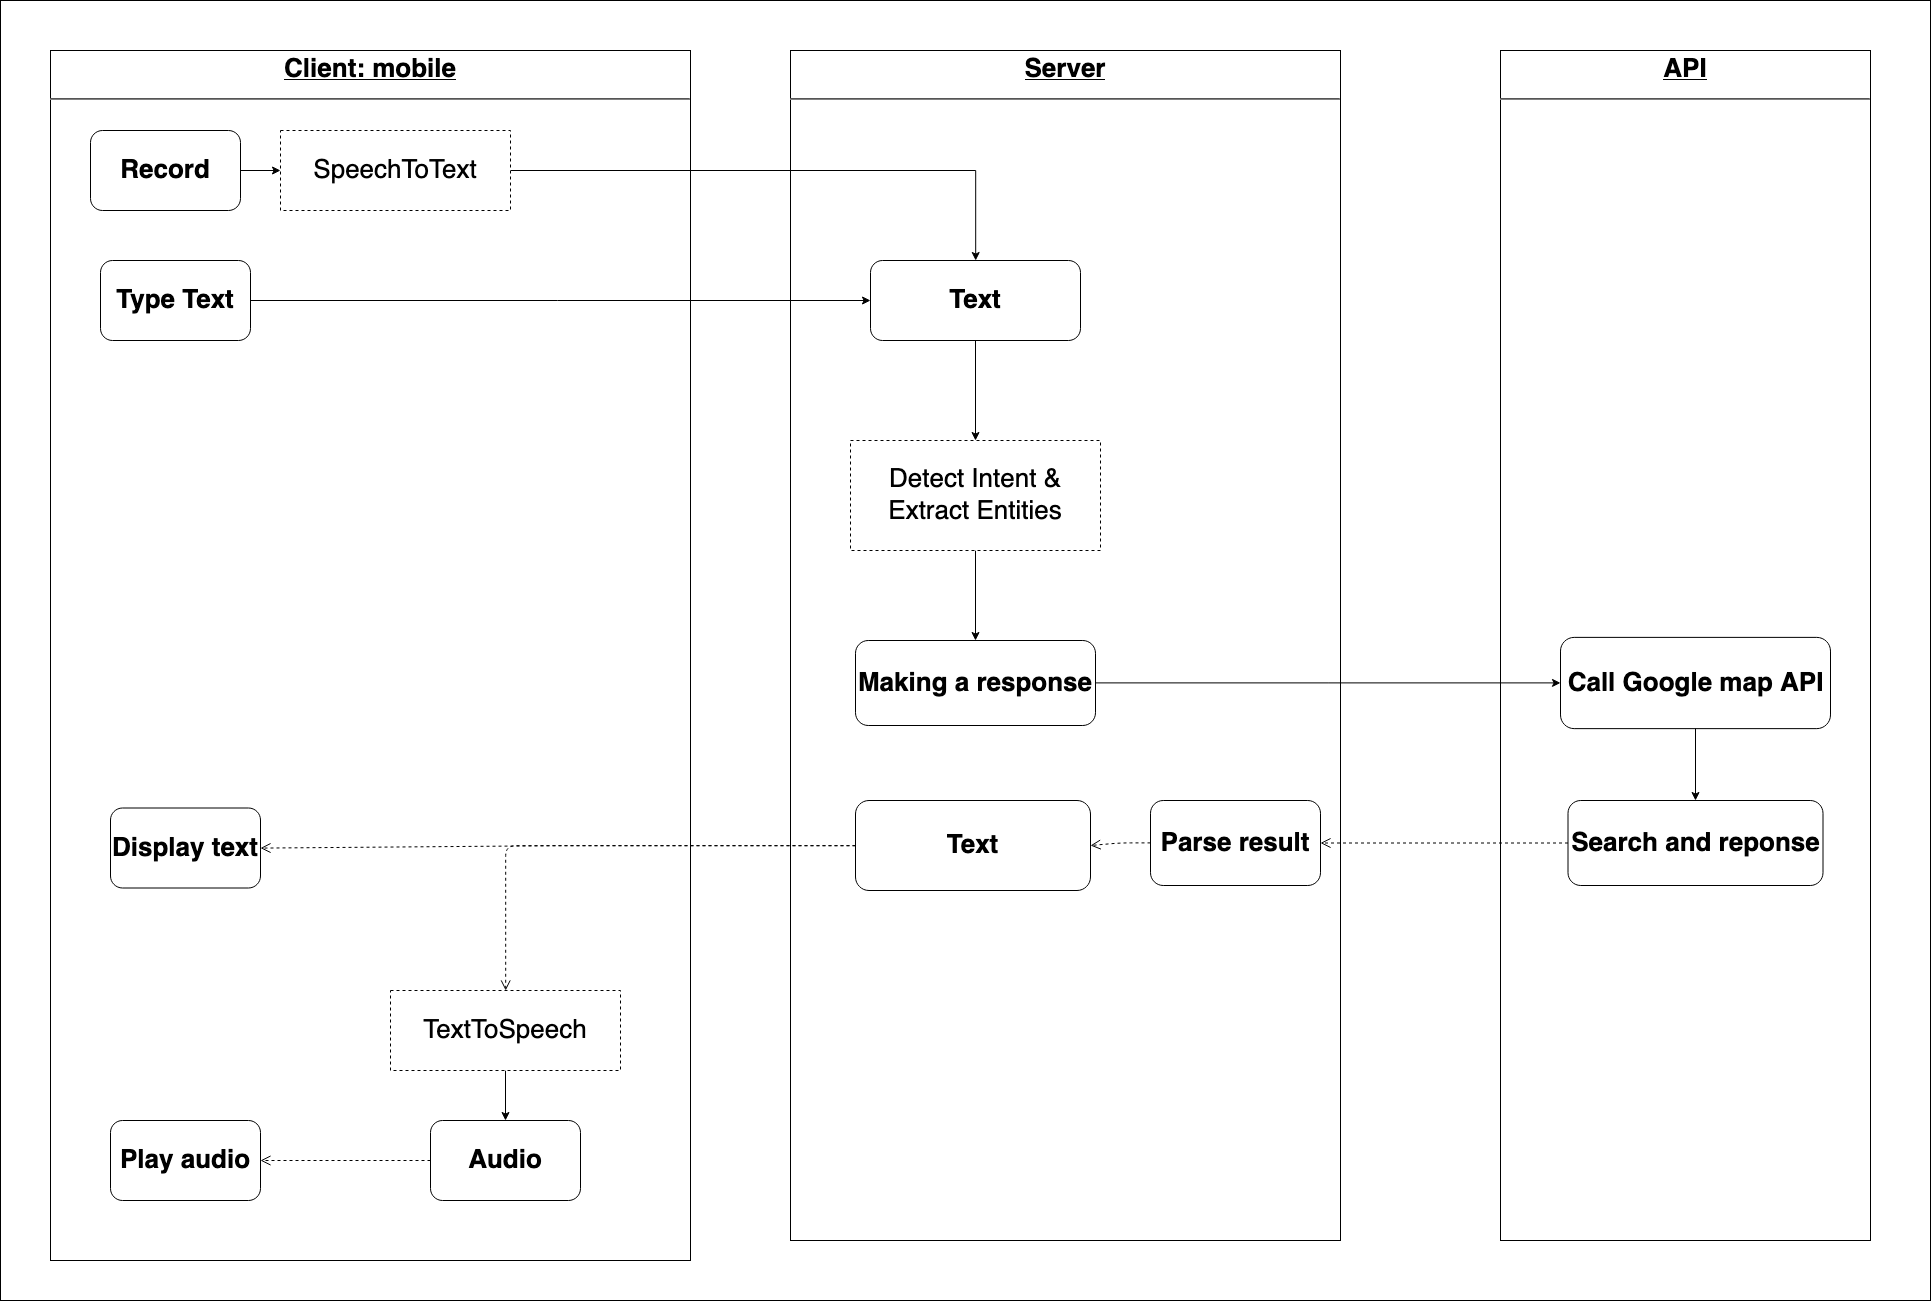 Client: mobile
Server
API
Record
SpeechToText
Type Text
Text
Detect Intent &
Extract Entities
Making a response
Call Google map API
Display text
Text
Parse result
Search and reponse
TextToSpeech
Play audio
Audio